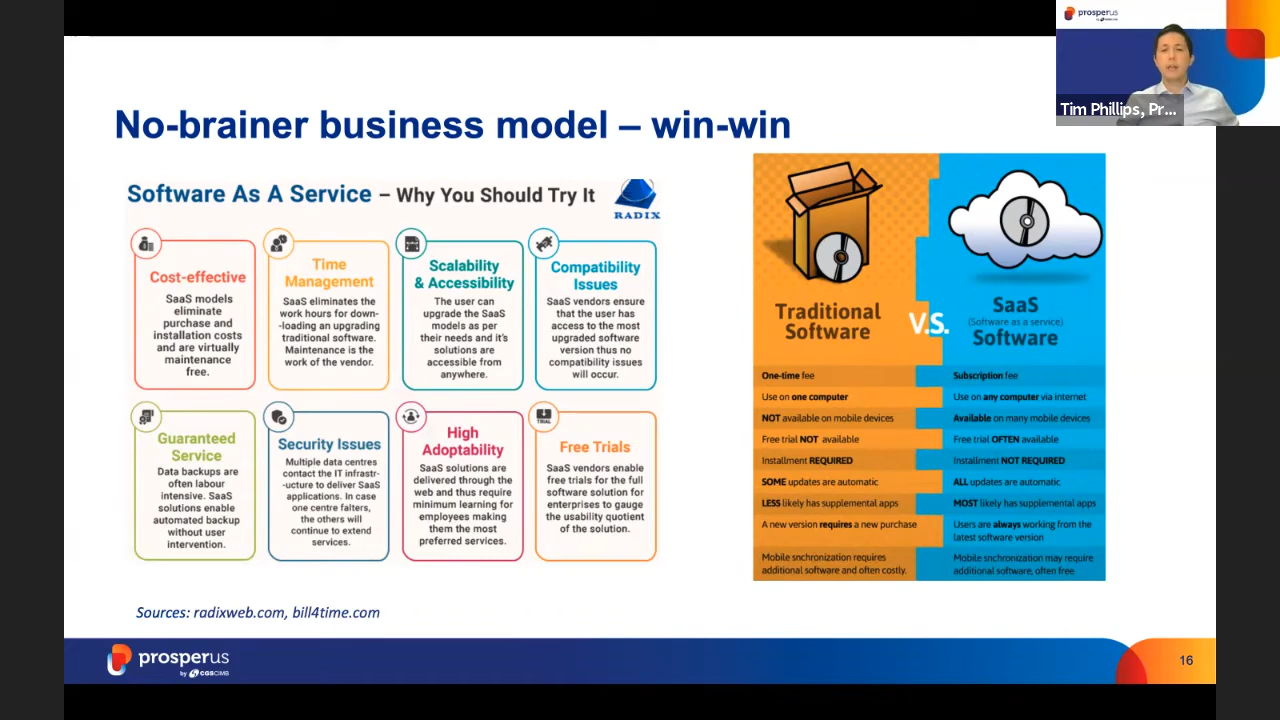 prosperus
by CGSCIMB
Tim Phillips, Pr...
No-brainer business model – win-win
Software As A Service – Why You Should Try It
RADIX
Cost-effective
SaaS models
eliminate
purchase and
installation costs
and are virtually
maintenance
free.
Time
Management
SaaS eliminates the
work hours for down-
-loading an upgrading
traditional software.
Maintenance is the
work of the vendor.
Scalability
& Accessibility
The user can
upgrade the SaaS
models as per
their needs and it's
solutions are
accessible from
anywhere.
Compatibility
Issues
SaaS vendors ensure
that the user has
access to the most
upgraded software
version thus no
compatibility issues
will occur.
Guaranteed
Service
Data backups are
often labour
intensive. SaaS
solutions enable
automated backup
without user
intervention.
Security Issues
Multiple data centres
contact the IT infrastr-
-ucture to deliver SaaS
applications. In case
one centre falters,
the others will
continue to extend
services.
High
Adoptability
SaaS solutions are
delivered through the
web and thus require
minimum learning for
employees making
them the most
preferred services.
TRIAL
Free Trials
SaaS vendors enable
free trials for the full
software solution for
enterprises to gauge
the usability quotient
of the solution.
Traditional
Software
V.S.
SaaS
(Software as a service)
Software
One-time fee
Subscription fee
Use on one computer
Use on any computer via internet
NOT available on mobile devices
Available on many mobile devices
Free trial NOT available
Free trial OFTEN available
Installment REQUIRED
Installment NOT REQUIRED
SOME updates are automatic
ALL updates are automatic
LESS likely has supplemental apps
MOST likely has supplemental apps
A new version requires a new purchase
Users are always working from the
latest software version
Mobile snchronization requires
additional software and often costly.
Mobile snchronization may require
additional software, often free
Sources: radixweb.com, bill4time.com
prosperus
by CGSCIMB
16